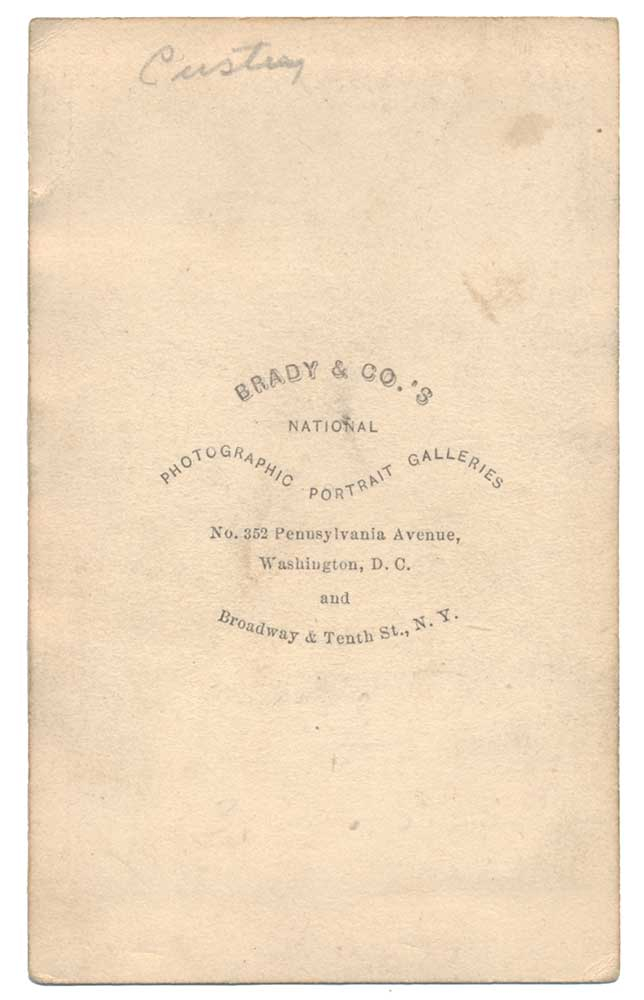 Custer
BRADY & CO.'S
NATIONAL
PHOTOGRAPHIC PORTRAIT GALLERIES
No. 352 Pennsylvania Avenue,
Washington, D. C.
and
Broadway & Tenth St., N. Y.